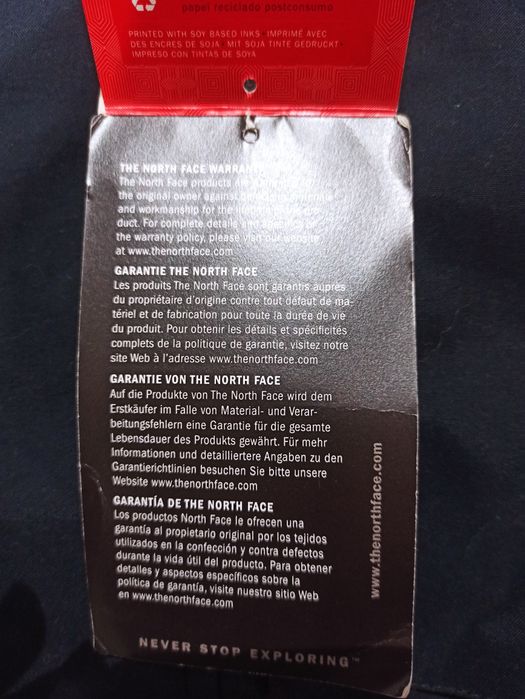 papel reciclado postconsumo
PRINTED WITH SOY BASED INKS • IMPRIMÉ AVEC
DES ENCRES DE SOJA • MIT SOJA TINTE GEDRUCKT •
IMPRESO CON TINTAS DE SOYA
THE NORTH FACE WARRAN
The North Face products are
the original owner against
and workmanship for the
duct. For complete details
the warranty policy, please visit our website
at www.thenorthface.com
GARANTIE THE NORTH FACE
Les produits The North Face sont garantis auprès
du propriétaire d'origine contre tout défaut de ma-
tériel et de fabrication pour toute la durée de vie
du produit. Pour obtenir les détails et spécificités
complets de la politique de garantie, visitez notre
site Web à l'adresse www.thenorthface.com
GARANTIE VON THE NORTH FACE
Auf die Produkte von The North Face wird dem
Erstkäufer im Falle von Material- und Verar-
beitungsfehlern eine Garantie für die gesamte
Lebensdauer des Produkts gewährt. Für mehr
Informationen und detailliertere Angaben zu den
Garantierichtlinien besuchen Sie bitte unsere
Website www.thenorthface.com
GARANTÍA DE THE NORTH FACE
Los productos North Face le ofrecen una
garantía al propietario original por los tejidos
utilizados en la confección y contra defectos
durante la vida útil del producto. Para obtener
detalles y aspectos específicos sobre la
política de garantía, visite nuestro sitio Web
en www.thenorthface.com
www.thenorthface.com
NEVER STOP EXPLORING™